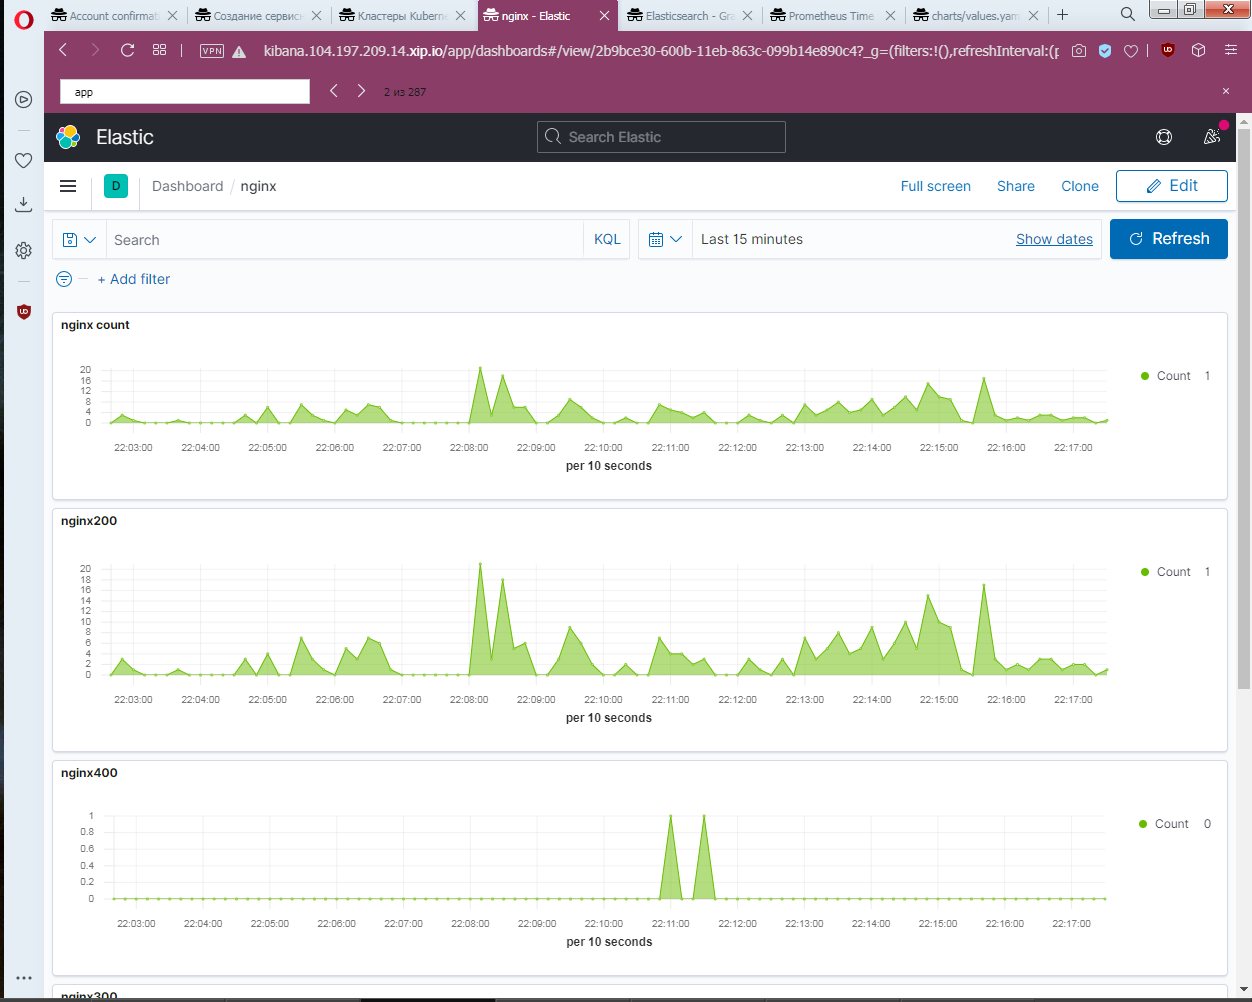 Account confirmat
Создание сервисн
Кластеры Kuberne
nginx - Elastic
Elasticsearch - Gra
Prometheus Time
charts/values.yam
VPN
kibana.104.197.209.14.xip.io/app/dashboards#/view/2b9bce30-600b-11eb-863c-099b14e890c4?_g=(filters:!(),refreshInterval:(p
app
2 из 287
Elastic
Search Elastic
D
Dashboard / nginx
Full screen
Share
Clone
Edit
Search
KQL
Last 15 minutes
Show dates
Refresh
+ Add filter
nginx count
20
16
12
8
4
0
Count 1
22:03:00 22:04:00 22:05:00 22:06:00 22:07:00 22:08:00 22:09:00 22:10:00 22:11:00 22:12:00 22:13:00 22:14:00 22:15:00 22:16:00 22:17:00
per 10 seconds
nginx200
20
18
16
14
12
10
8
6
4
2
0
Count 1
22:03:00 22:04:00 22:05:00 22:06:00 22:07:00 22:08:00 22:09:00 22:10:00 22:11:00 22:12:00 22:13:00 22:14:00 22:15:00 22:16:00 22:17:00
per 10 seconds
nginx400
1
0.8
0.6
0.4
0.2
0
Count 0
22:03:00 22:04:00 22:05:00 22:06:00 22:07:00 22:08:00 22:09:00 22:10:00 22:11:00 22:12:00 22:13:00 22:14:00 22:15:00 22:16:00 22:17:00
per 10 seconds
nginx300